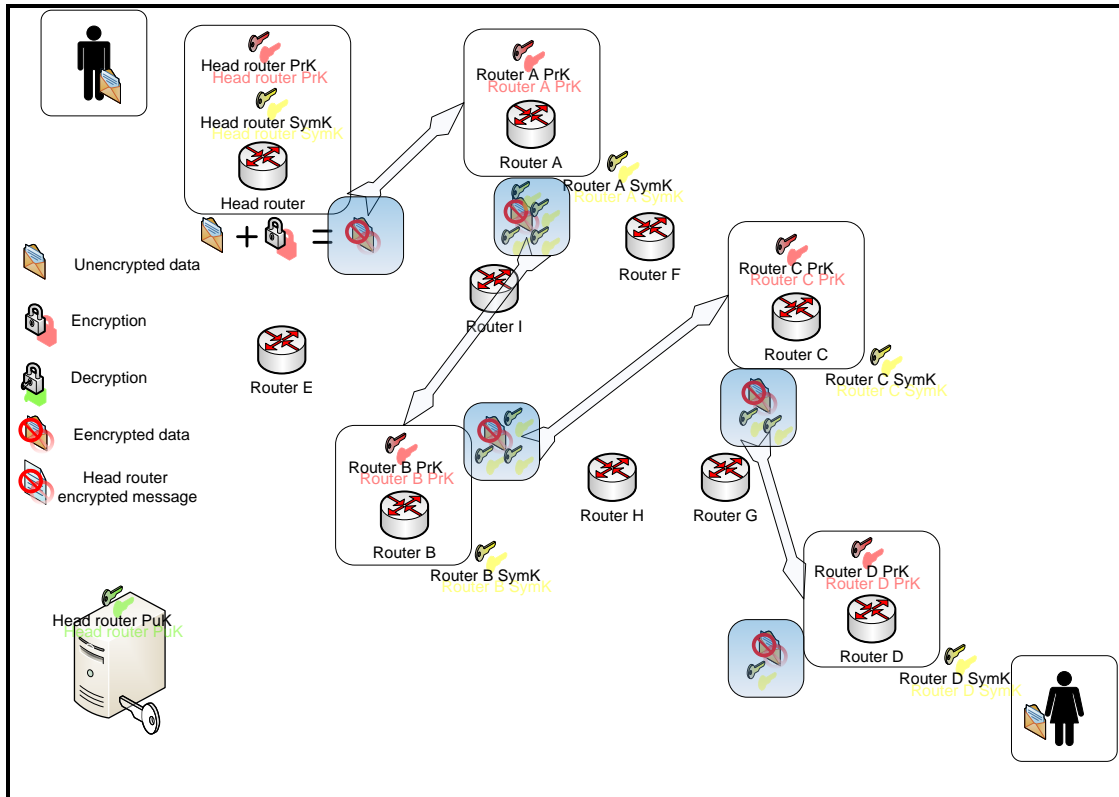 Head router PrK
Head router PrK
Head router SymK
Head router SymK
Head router
Router A PrK
Router A PrK
Router A
Router A SymK
Router A SymK
Router F
Router I
Router E
Router C PrK
Router C PrK
Router C
Router C SymK
Router C SymK
Unencrypted data
Encryption
Decryption
Eencrypted data
Head router
encrypted message
Router B PrK
Router B PrK
Router B
Router B SymK
Router B SymK
Router H
Router G
Router D PrK
Router D PrK
Router D
Router D SymK
Router D SymK
Head router PuK
Head router PuK